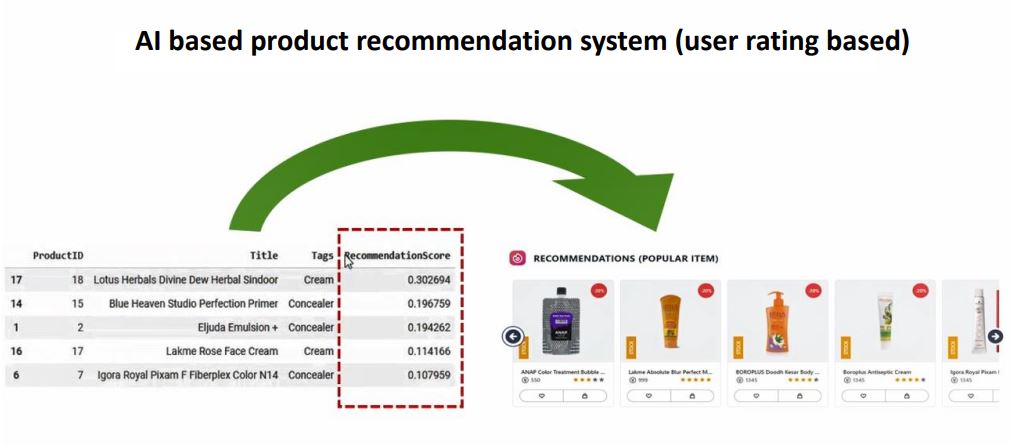 AI based product recommendation system (user rating based)
ProductID Title Tags RecommendationScore
17 18 Lotus Herbals Divine Dew Herbal Sindoor Cream 0.302694
14 15 Blue Heaven Studio Perfection Primer Concealer 0.196759
1 2 Eljuda Emulsion + Concealer 0.194262
16 17 Lakme Rose Face Cream Cream 0.114166
6 7 Igora Royal Pixam F Fiberplex Color N14 Concealer 0.107959
RECOMMENDATIONS (POPULAR ITEM)
-20% -20% -20% -20%
STOCK STOCK STOCK STOCK STOCK
ANAP
ANAP Color Treatment Bubble ... Lakme Absolute Blur Perfect M... BOROPLUS Doodh Kesar Body ... Boroplus Antiseptic Cream Igora Royal Pixam
550 999 1345 1345 1345